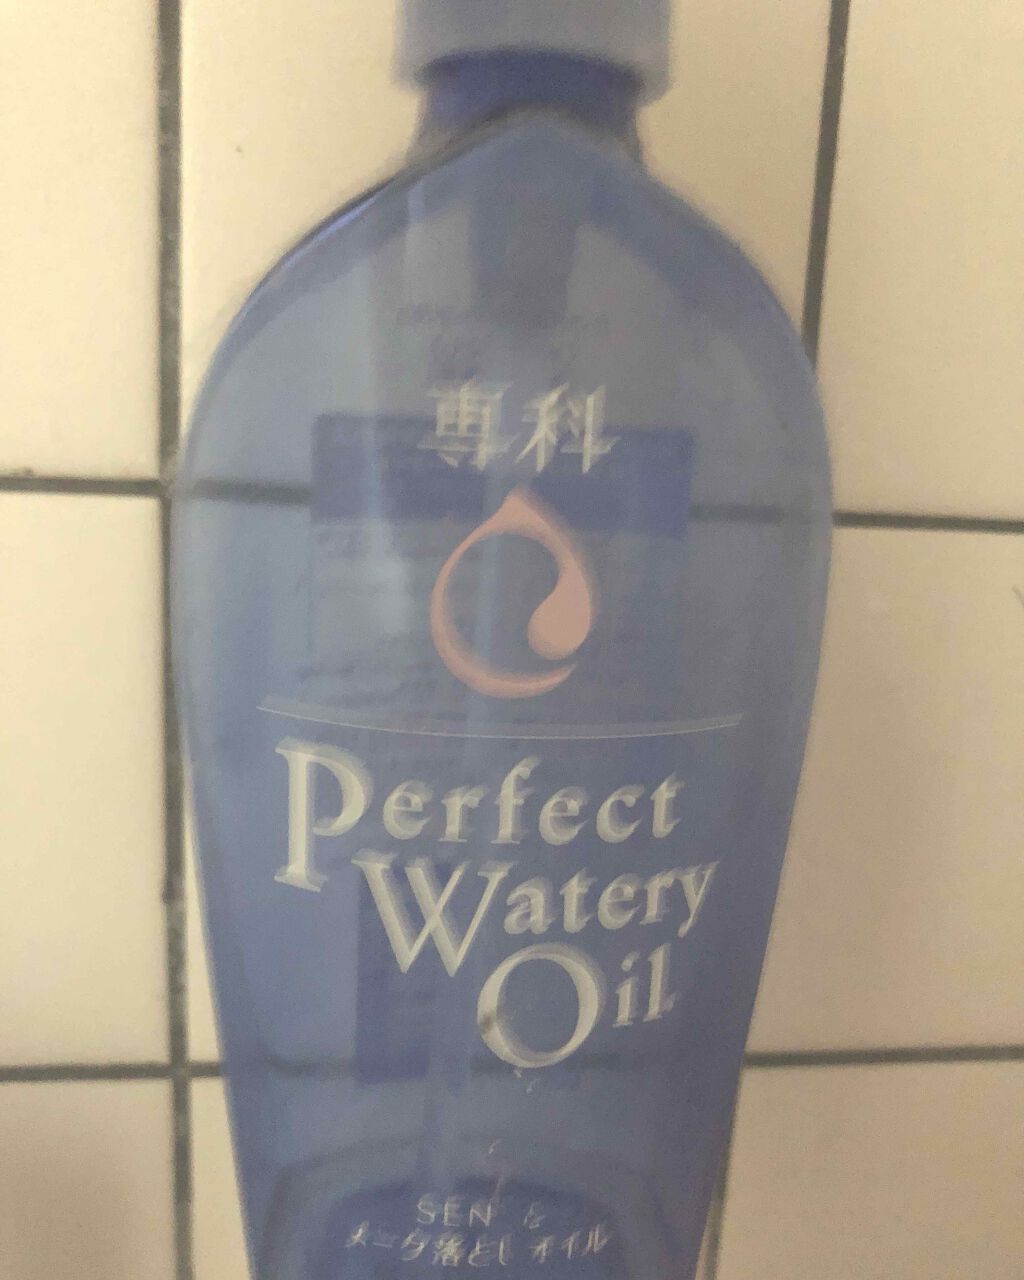 専科
Perfect
Watery
Oil
SEN
メーク落としオイル